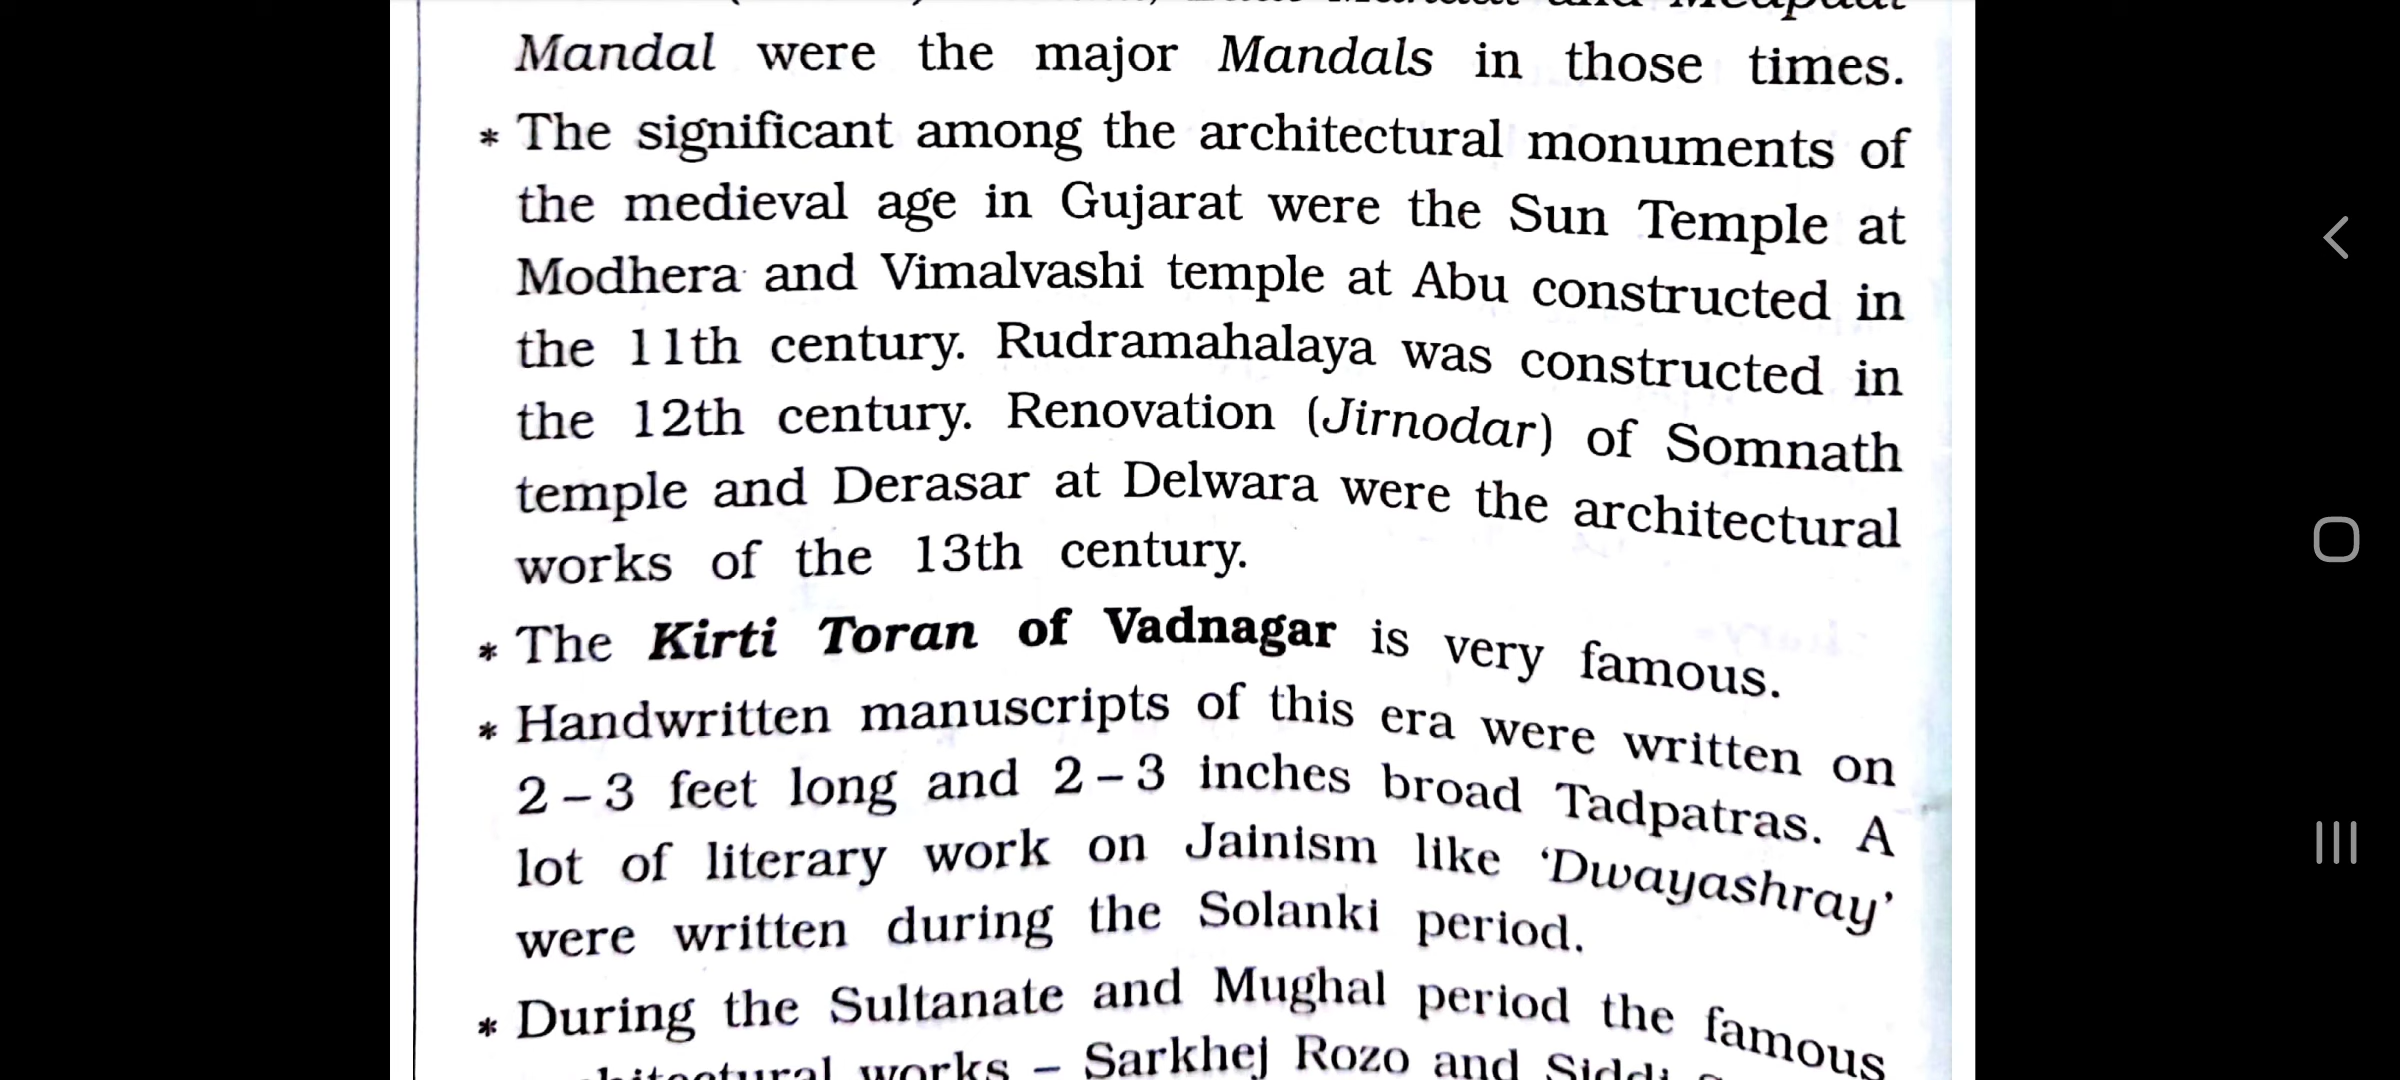 Mandal were the major Mandals in those times.
* The significant among the architectural monuments of
the medieval age in Gujarat were the Sun Temple at
Modhera and Vimalvashi temple at Abu constructed in
the 11th century. Rudramahalaya was constructed in
the 12th century. Renovation (Jirnodar) of Somnath
temple and Derasar at Delwara were the architectural
works of the 13th century.
* The Kirti Toran of Vadnagar is very famous.
* Handwritten manuscripts of this era were written on
2 – 3 feet long and 2 – 3 inches broad Tadpatras. A
lot of literary work on Jainism like ‘Dwayashray’
were written during the Solanki period.
* During the Sultanate and Mughal period the famous
works – Sarkhej Rozo and